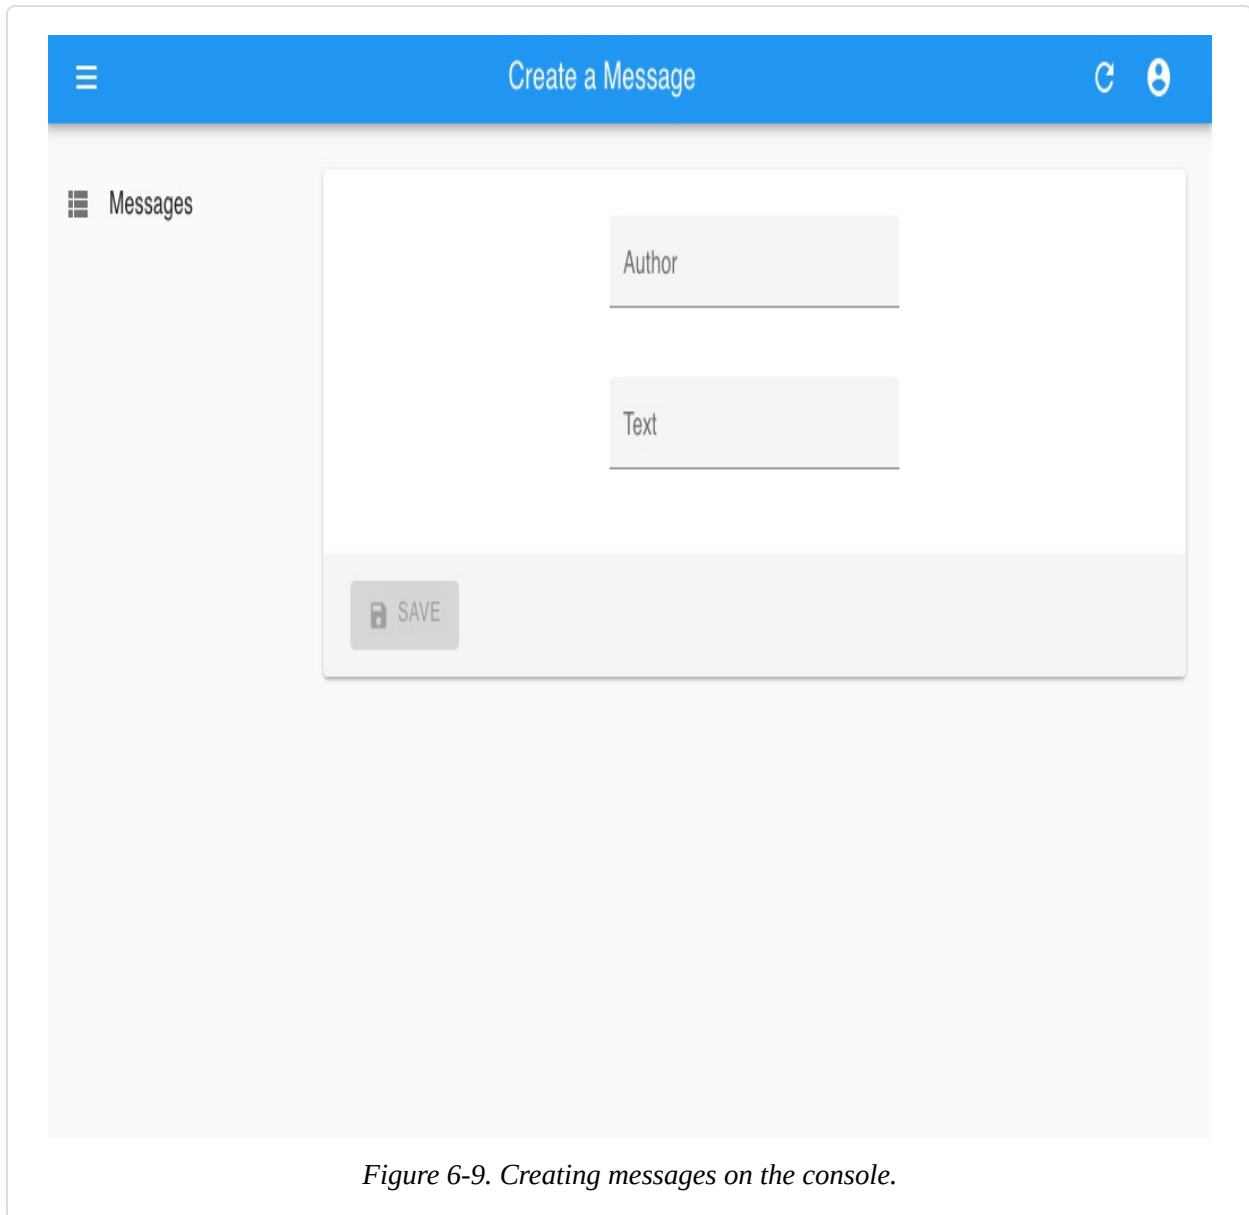 Create a Message
Messages
Author
Text
SAVE
Figure 6-9. Creating messages on the console.